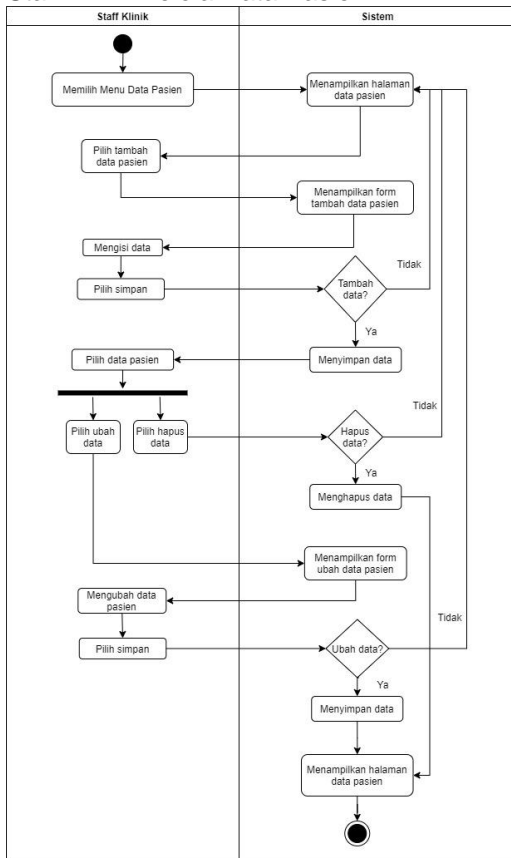 Staff Klinik
Sistem
Memilih Menu Data Pasien
Menampilkan halaman
data pasien
Pilih tambah
data pasien
Menampilkan form
tambah data pasien
Mengisi data
Pilih simpan
Tambah
data?
Tidak
Ya
Menyimpan data
Pilih data pasien
Pilih ubah
data
Pilih hapus
data
Hapus
data?
Tidak
Ya
Menghapus data
Menampilkan form
ubah data pasien
Mengubah data
pasien
Pilih simpan
Ubah data?
Tidak
Ya
Menyimpan data
Menampilkan halaman
data pasien